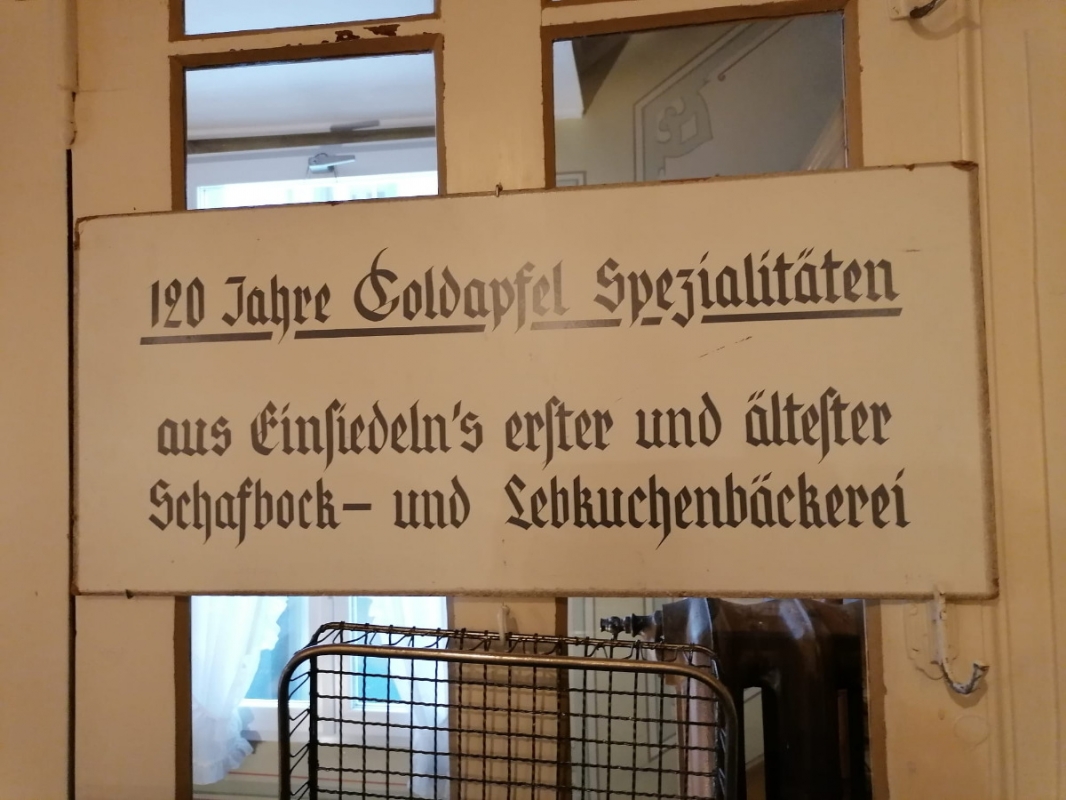 120 Jahre Goldapfel Spezialitäten
aus Einsiedeln's erſter und älteſter
Schafbock- und Lebkuchenbäckerei